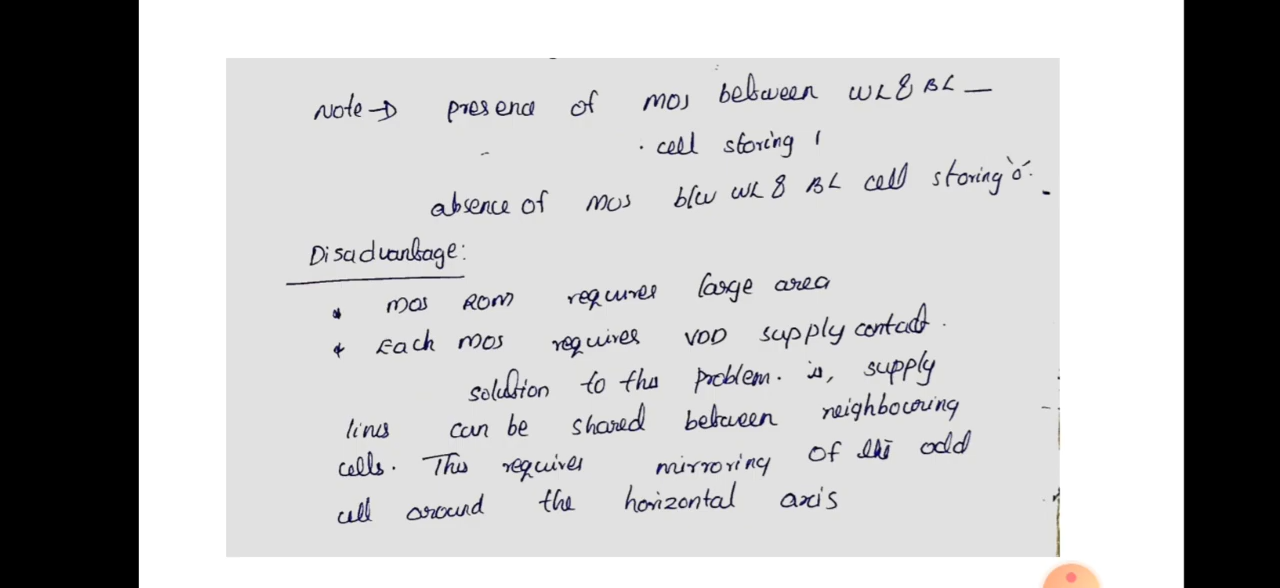 Note → presence of MOS between WL & BL —
cell storing 1
absence of MOS b/w WL & BL cell storing '0'.
Disadvantage:
* MOS ROM requires large area
* Each MOS requires VDD supply contact.
solution to the problem. is, supply
lines can be shared between neighbouring
cells. This requires mirroring of the odd
cell around the horizontal axis